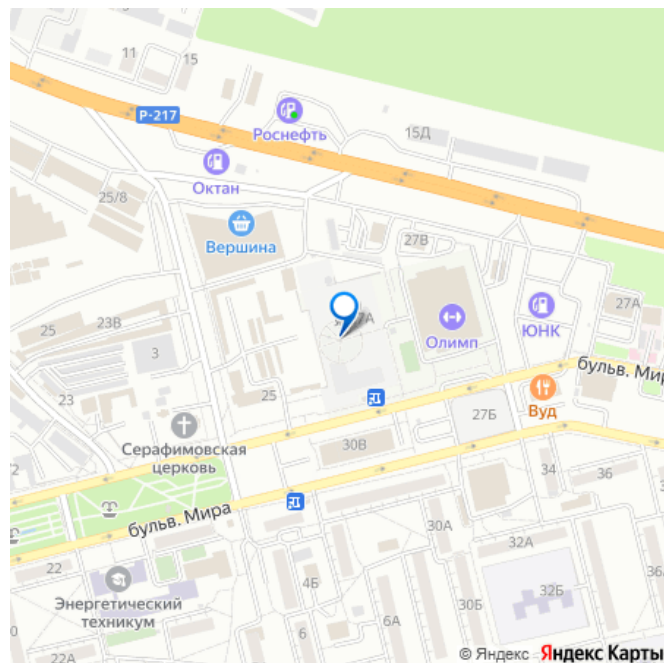 11
15
Р-217
Роснефть
15Д
Октан
25/8
Вершина
27В
27А
25
23В
3
Олимп
ЮНК
бульв. Мира
23
25
Вуд
Серафимовская
церковь
30В
27Б
бульв. Мира
34
36
30А
32А
22
Энергетический
техникум
4Б
6А
30Б
32Б
6
22А
© Яндекс Яндекс Карты